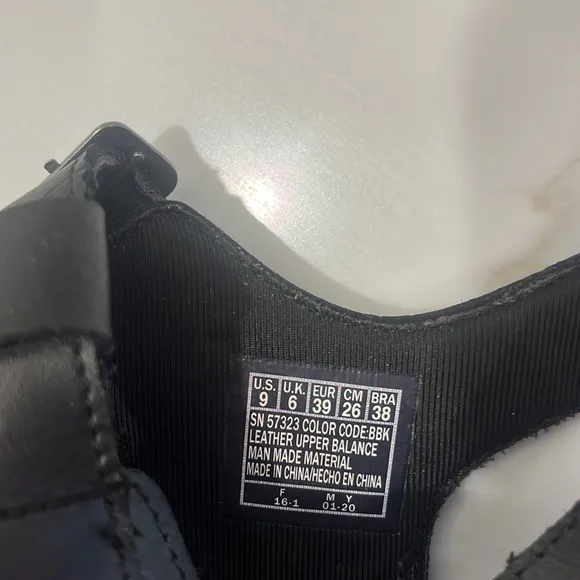 U.S. U.K. EUR CM BRA
9 6 39 26 38
SN 57323 COLOR CODE:BBK
LEATHER UPPER BALANCE
MAN MADE MATERIAL
MADE IN CHINA/HECHO EN CHINA
F M Y
16-1 01-20